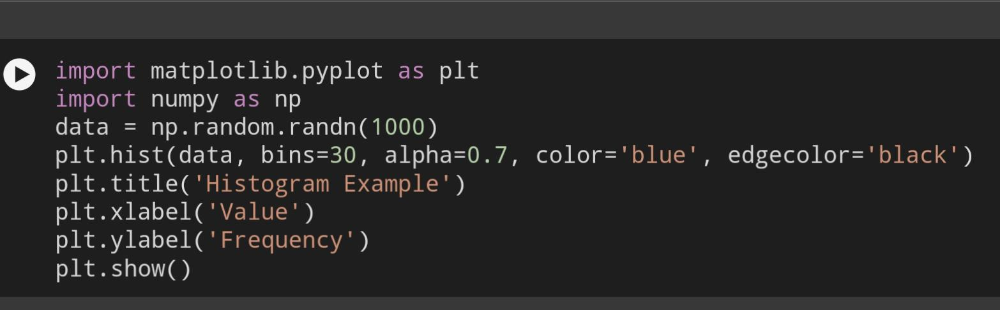 import matplotlib.pyplot as plt
import numpy as np
data = np.random.randn(1000)
plt.hist(data, bins=30, alpha=0.7, color='blue', edgecolor='black')
plt.title('Histogram Example')
plt.xlabel('Value')
plt.ylabel('Frequency')
plt.show()